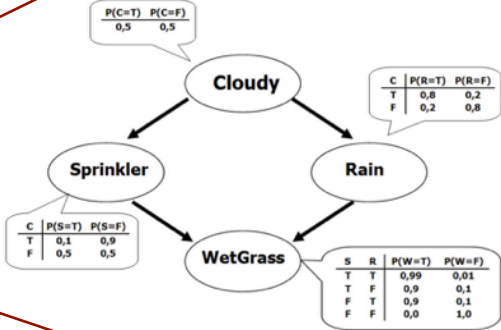 P(C=T) P(C=F)
0,5 0,5
Cloudy
C P(R=T) P(R=F)
T 0,8 0,2
F 0,2 0,8
Sprinkler
Rain
C P(S=T) P(S=F)
T 0,1 0,9
F 0,5 0,5
WetGrass
S R P(W=T) P(W=F)
T T 0,99 0,01
T F 0,9 0,1
F T 0,9 0,1
F F 0,0 1,0